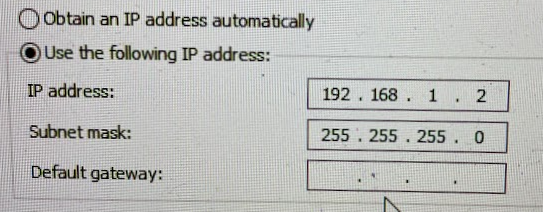 Obtain an IP address automatically
Use the following IP address:
IP address: 192 . 168 . 1 . 2
Subnet mask: 255 . 255 . 255 . 0
Default gateway: . . .